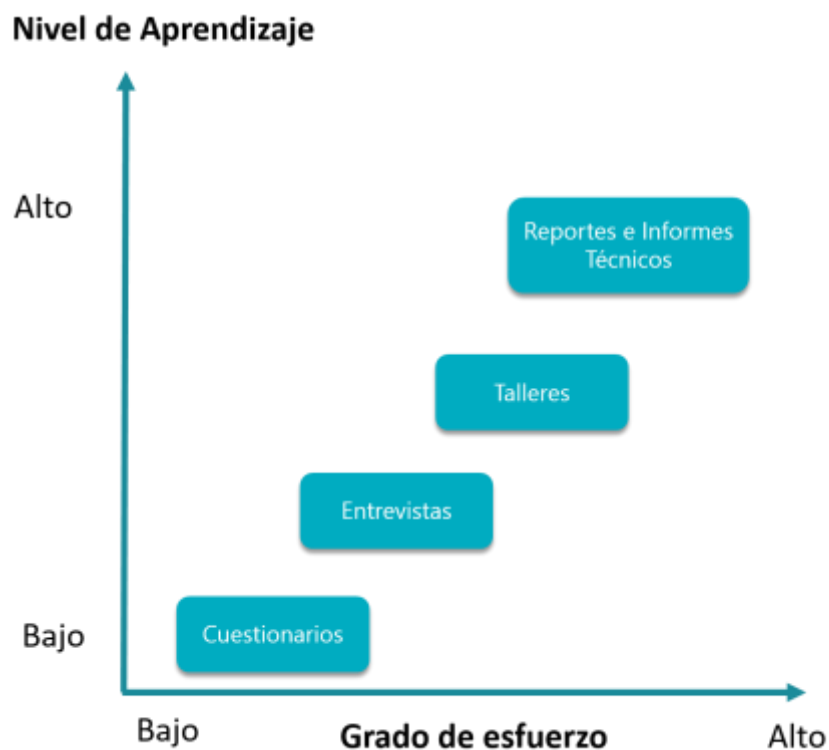 Nivel de Aprendizaje
Alto
Reportes e Informes
Técnicos
Talleres
Entrevistas
Cuestionarios
Bajo
Bajo
Grado de esfuerzo
Alto